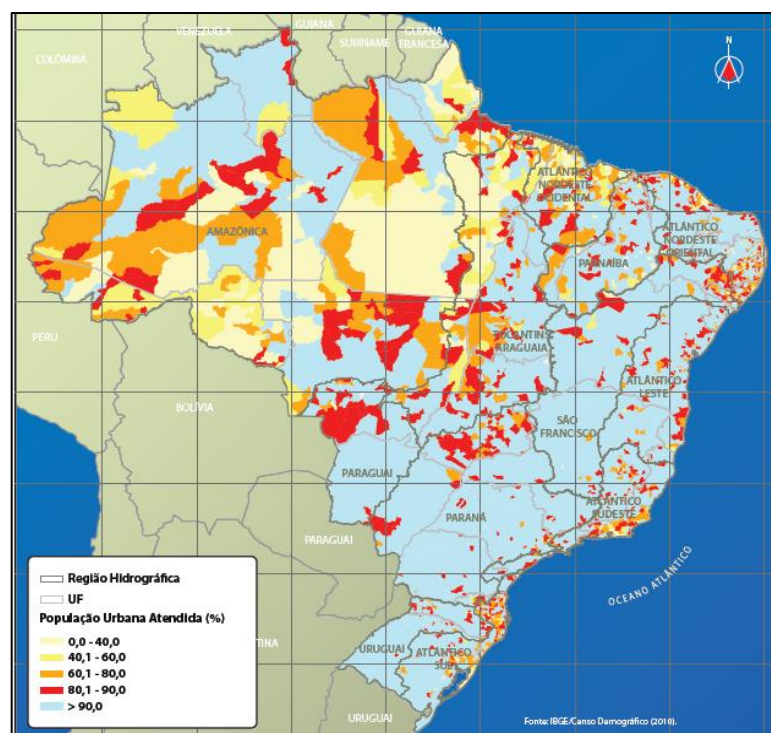 VENEZUELA
GUIANA
SURINAME
GUIANA
FRANCESA
COLÔMBIA
N
ATLÂNTICO
NORDESTE
OCIDENTAL
ATLÂNTICO
NORDESTE
ORIENTAL
AMAZÔNICA
PARNAÍBA
PERU
TOCANTINS
ARAGUAIA
ATLÂNTICO
LESTE
BOLÍVIA
SÃO
FRANCISCO
PARAGUAI
ATLÂNTICO
SUDESTE
PARANÁ
PARAGUAI
OCEANO ATLÂNTICO
Região Hidrográfica
UF
População Urbana Atendida (%)
0,0 - 40,0
40,1 - 60,0
60,1 - 80,0
80,1 - 90,0
> 90,0
TINA
URUGUAI
ATLÂNTICO
SUL
URUGUAI
Fonte: IBGE/Censo Demográfico (2010).